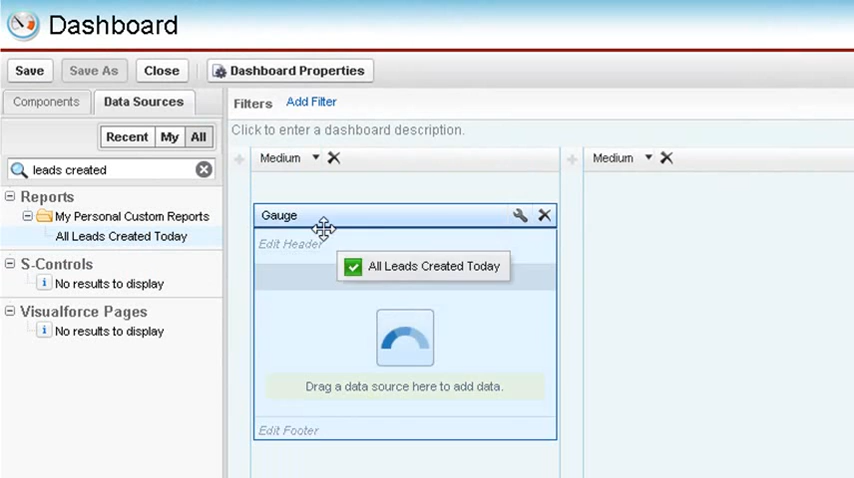 Dashboard
Save Save As Close Dashboard Properties
Components Data Sources
Filters Add Filter
Click to enter a dashboard description.
Recent My All
leads created
Medium Medium
Reports
My Personal Custom Reports
All Leads Created Today
S-Controls
No results to display
Visualforce Pages
No results to display
Gauge
Edit Header
All Leads Created Today
Drag a data source here to add data.
Edit Footer